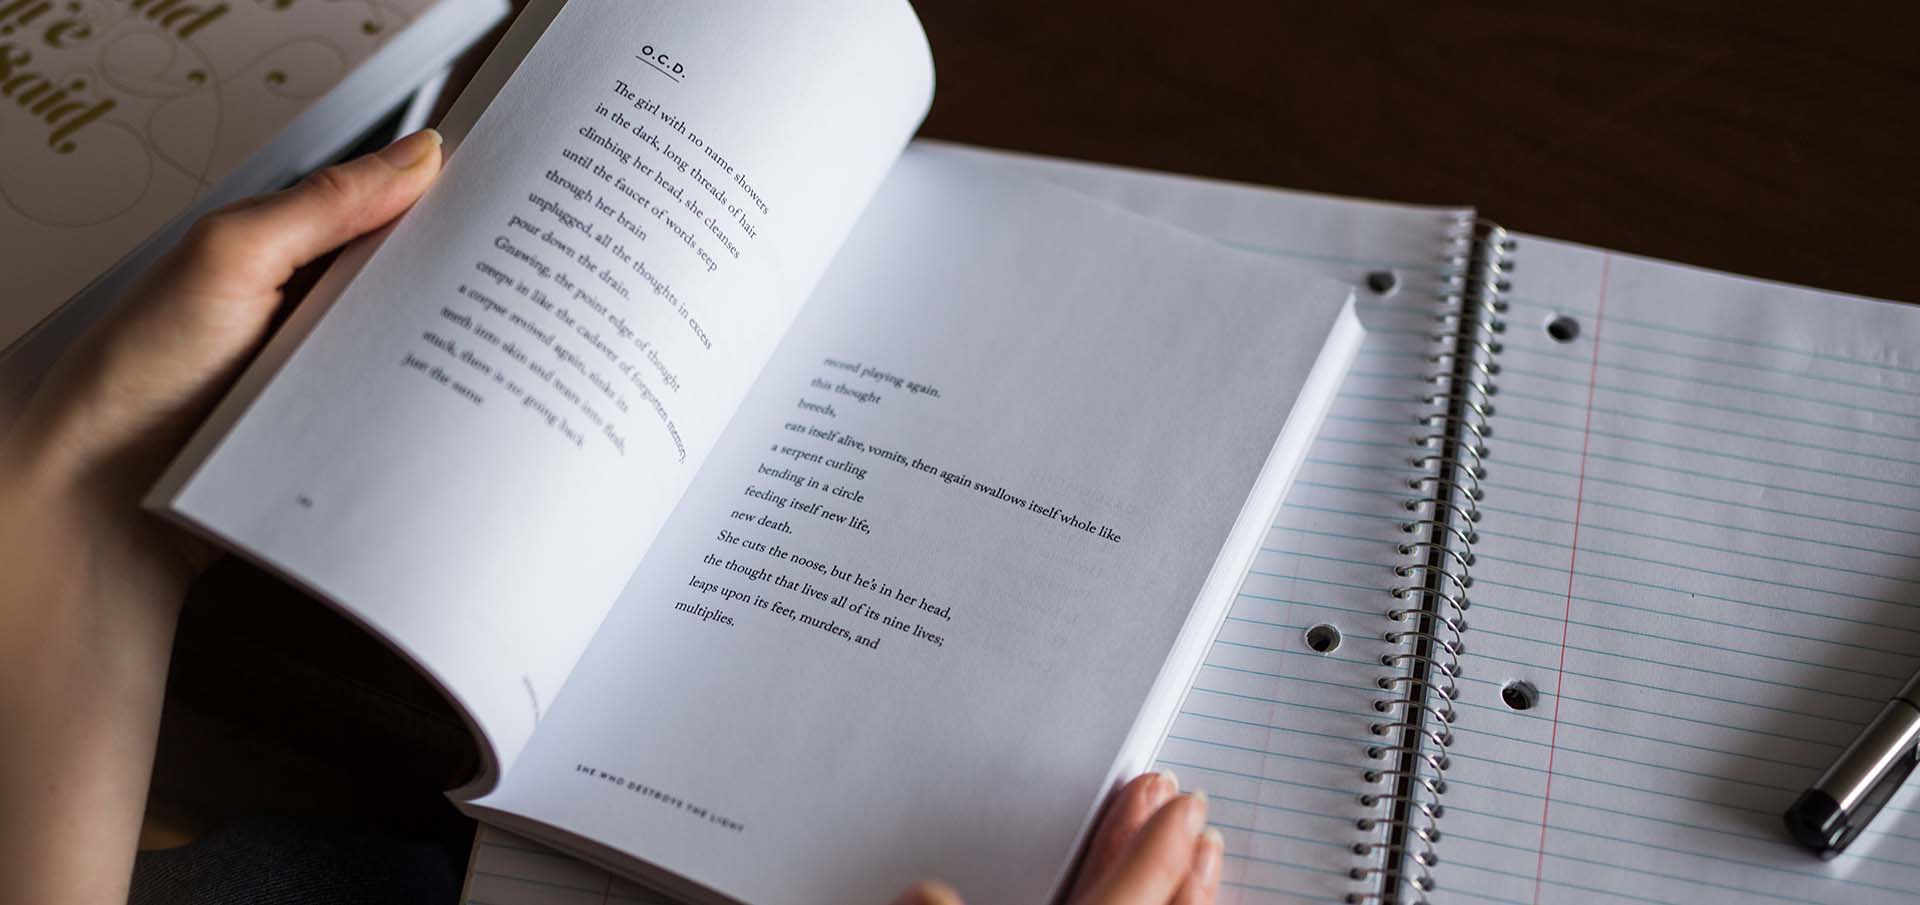 said
O.C.D.
The girl with no name showers
in the dark, long threads of hair
climbing her head, she cleanses
until the faucet of words seep
through her brain
unplugged, all the thoughts in excess
pour down the drain.
Gnawing, the point edge of thought
creeps in like the cadaver of forgotten memory,
a corpse revived again, sinks its
teeth into skin and tears into flesh,
stuck, there is no going back
just the same
record playing again.
this thought
breeds,
eats itself alive, vomits, then again swallows itself whole like
a serpent curling
bending in a circle
feeding itself new life,
new death.
She cuts the noose, but he's in her head,
the thought that lives all of its nine lives;
leaps upon its feet, murders, and
multiplies.
SHE WHO DESTROYS THE LIGHT